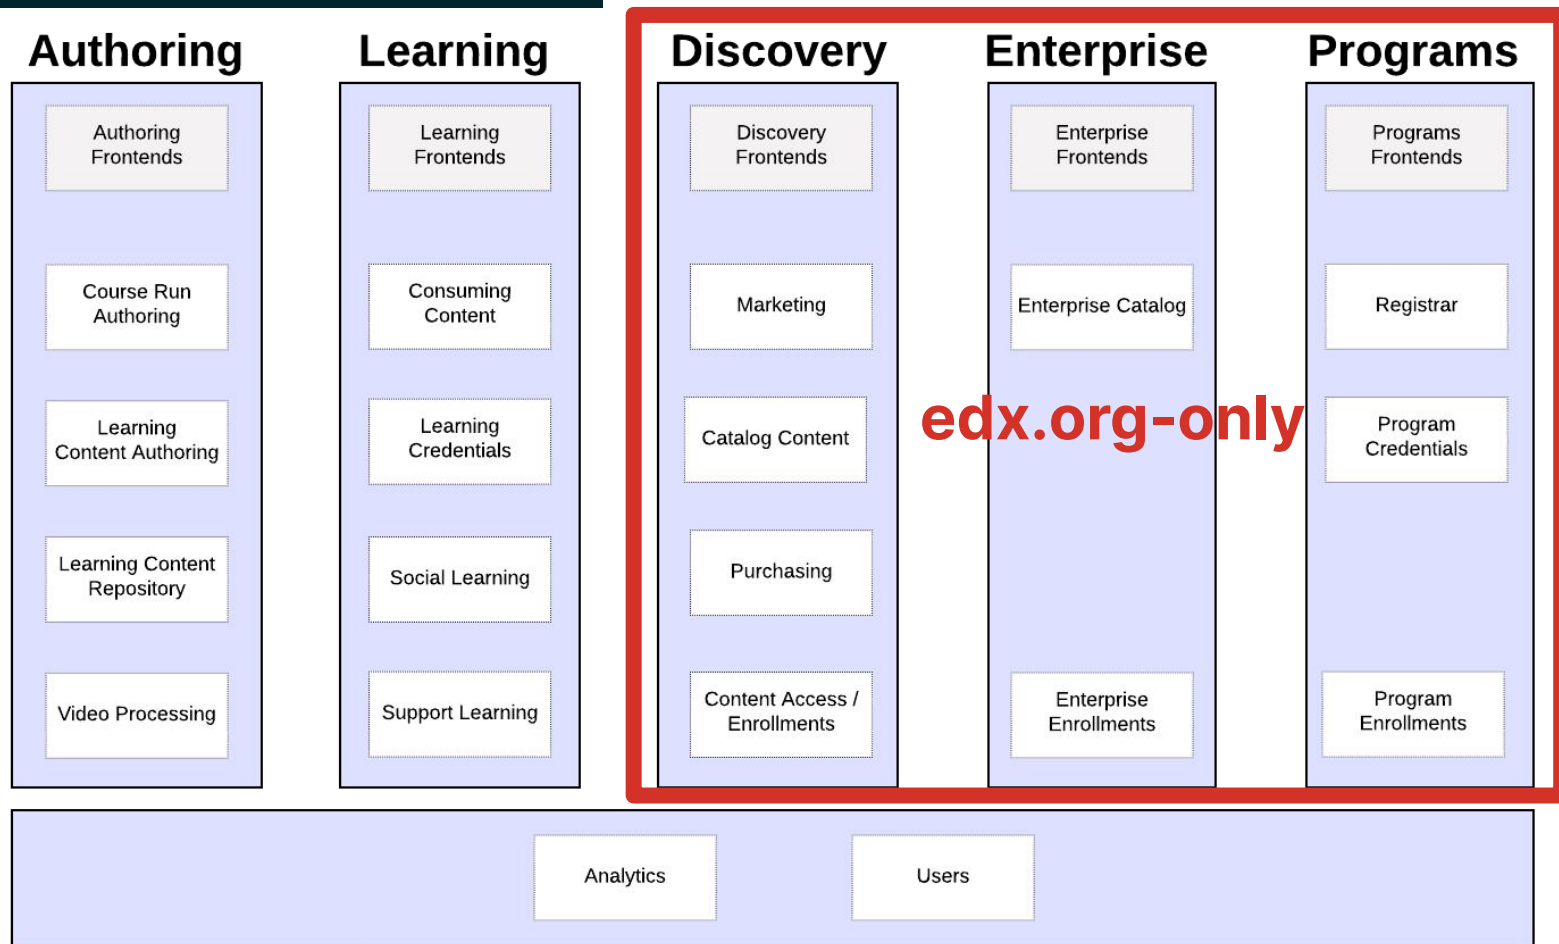 Authoring
Learning
Discovery
Enterprise
Programs
Authoring
Frontends
Learning
Frontends
Discovery
Frontends
Enterprise
Frontends
Programs
Frontends
Course Run
Authoring
Consuming
Content
Marketing
Enterprise Catalog
Registrar
Learning
Content Authoring
Learning
Credentials
Catalog Content
edx.org-only
Program
Credentials
Learning Content
Repository
Social Learning
Purchasing
Video Processing
Support Learning
Content Access /
Enrollments
Enterprise
Enrollments
Program
Enrollments
Analytics
Users